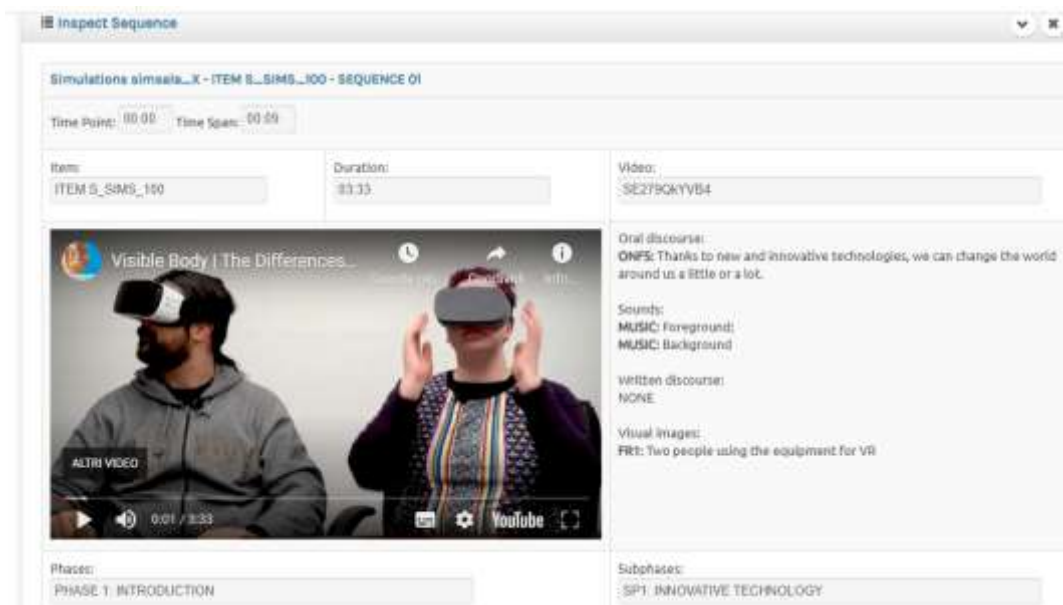 Inspect Sequence
Simulations simsala_X - ITEM S_SIMS_100 - SEQUENCE 01
Time Point: 00:00 Time Span: 00:09
Item:
ITEM S_SIMS_100
Duration:
03:33
Video:
SE279QkYVB4
Visible Body I The Differences...
ALTRI VIDEO
0:01 / 3:33
YouTube
Oral discourse:
ONFS: Thanks to new and innovative technologies, we can change the world
around us a little or a lot.
Sounds:
MUSIC: Foreground;
MUSIC: Background
Written discourse:
NONE
Visual images:
FR1: Two people using the equipment for VR
Phases:
PHASE 1: INTRODUCTION
Subphases:
SP1: INNOVATIVE TECHNOLOGY